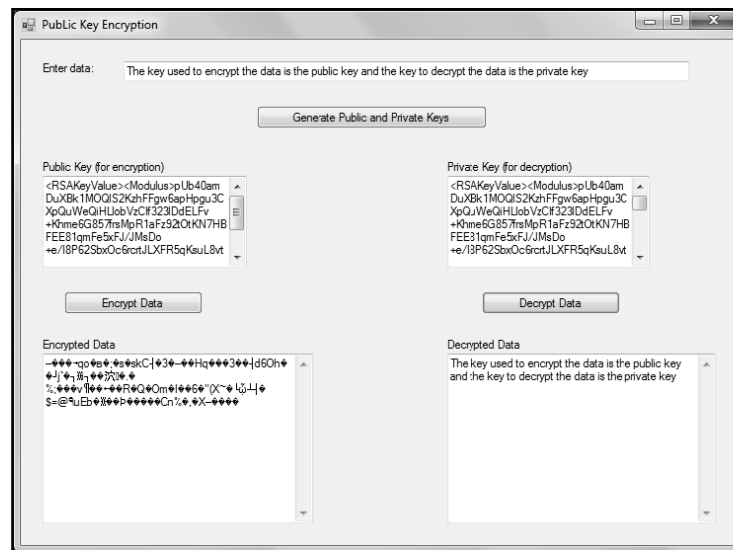 PubLic Key Encryption
Enter data:
The key used to encrypt the data is the public key and the key to decrypt the data is the private key
Generate Public and Private Keys
Public Key (for encryption)
<RSAKeyValue><Modulus>pUb40am
DuXBk1MOQIS2KzhFFgw6apHpgu3C
XpQuWeQiHLlobVzClf323IDdELFv
+Khme6G857frsMpR1aFz92tOtKN7HB
FEE81qmFe5xFJ/JMsDo
+e/I8P62SbxOc6rcrtJLXFR5qKsuL8vt
Private Key (for decryption)
<RSAKeyValue><Modulus>pUb40am
DuXBk1MOQIS2KzhFFgw6apHpgu3C
XpQuWeQiHLlobVzClf323IDdELFv
+Khme6G857frsMpR1aFz92tOtKN7HB
FEE81qmFe5xFJ/JMsDo
+e/I8P62SbxOc6rcrtJLXFR5qKsuL8vt
Encrypt Data
Decrypt Data
Encrypted Data
Decrypted Data
The key used to encrypt the data is the public key
and the key to decrypt the data is the private key